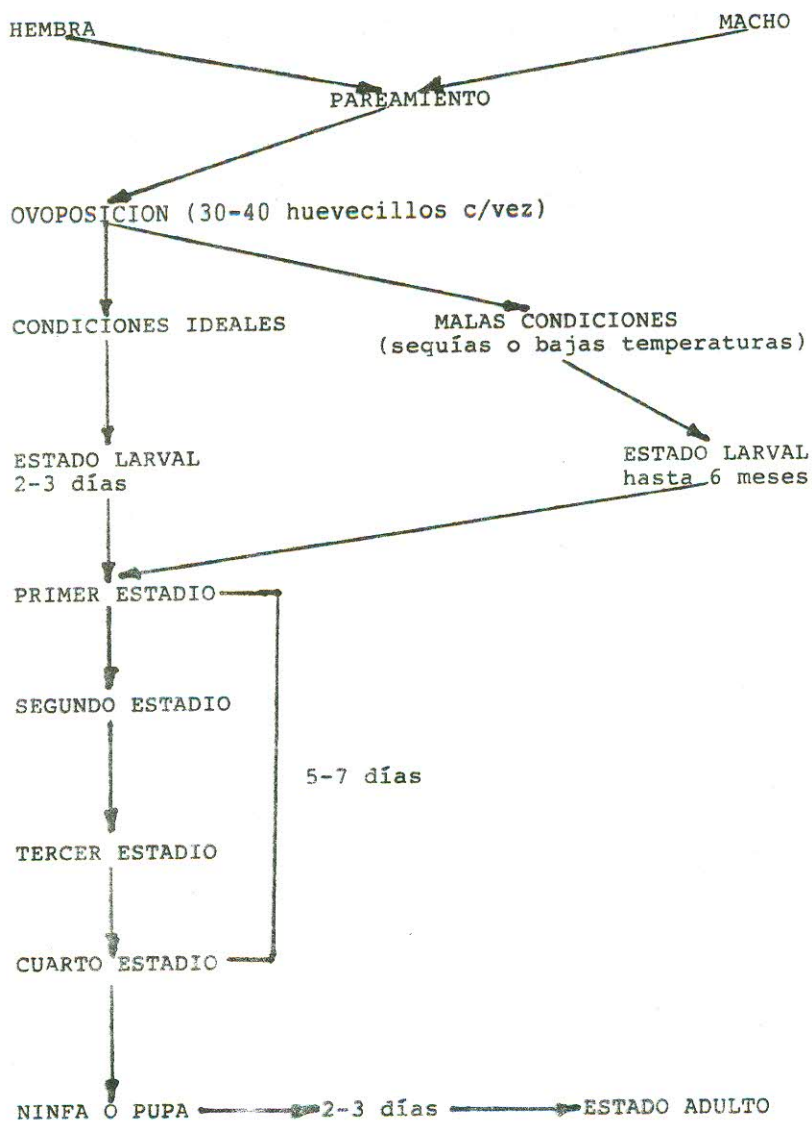 HEMBRA
MACHO
PAREAMIENTO
OVOPOSICION (30-40 huevecillos c/vez)
CONDICIONES IDEALES
MALAS CONDICIONES
(sequías o bajas temperaturas)
ESTADO LARVAL
2-3 días
ESTADO LARVAL
hasta 6 meses
PRIMER ESTADIO
SEGUNDO ESTADIO
5-7 días
TERCER ESTADIO
CUARTO ESTADIO
NINFA O PUPA 2-3 días ESTADO ADULTO